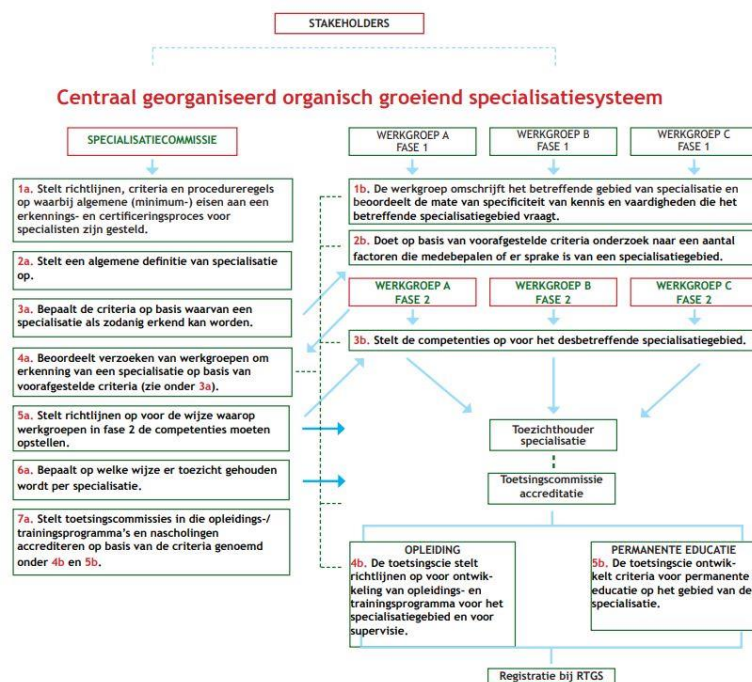 STAKEHOLDERS
Centraal georganiseerd organisch groeiend specialisatiesysteem
SPECIALISATIECOMMISSIE
1a. Stelt richtlijnen, criteria en procedureregels
op waarbij algemene (minimum-) eisen aan een
erkennings- en certificeringsproces voor
specialisten zijn gesteld.
2a. Stelt een algemene definitie van specialisatie
op.
3a. Bepaalt de criteria op basis waarvan een
specialisatie als zodanig erkend kan worden.
4a. Beoordeelt verzoeken van werkgroepen om
erkenning van een specialisatie op basis van
voorafgestelde criteria (zie onder 3a).
5a. Stelt richtlijnen op voor de wijze waarop
werkgroepen in fase 2 de competenties moeten
opstellen.
6a. Bepaalt op welke wijze er toezicht gehouden
wordt per specialisatie.
7a. Stelt toetsingscommissies in die opleidings-/
trainingsprogramma's en nascholingen
accrediteren op basis van de criteria genoemd
onder 4b en 5b.
WERKGROEP A
FASE 1
WERKGROEP B
FASE 1
WERKGROEP C
FASE 1
1b. De werkgroep omschrijft het betreffende gebied van specialisatie en
beoordeelt de mate van specificiteit van kennis en vaardigheden die het
betreffende specialisatiegebied vraagt.
2b. Doet op basis van voorafgestelde criteria onderzoek naar een aantal
factoren die medebepalen of er sprake is van een specialisatiegebied.
WERKGROEP A
FASE 2
WERKGROEP B
FASE 2
WERKGROEP C
FASE 2
3b. Stelt de competenties op voor het desbetreffende specialisatiegebied.
Toezichthouder
specialisatie
Toetsingscommissie
accreditatie
OPLEIDING
4b. De toetsingscie stelt
richtlijnen op voor ontwik-
keling van opleidings- en
trainingsprogramma voor het
specialisatiegebied en voor
supervisie.
PERMANENTE EDUCATIE
5b. De toetsingscie ontwik-
kelt criteria voor permanente
educatie op het gebied van de
specialisatie.
Registratie bij RTGS